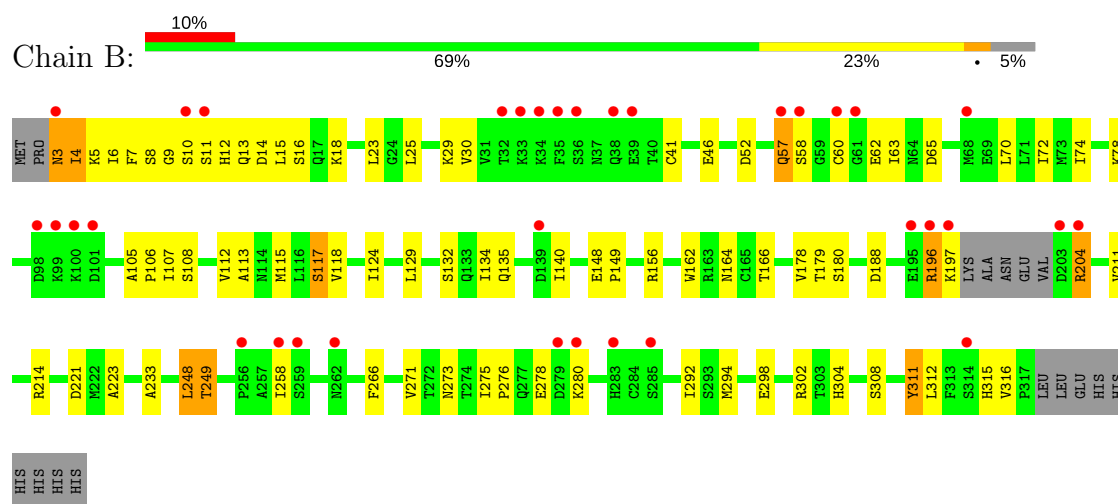 10%
Chain B:
69% 23% • 5%
MET PRO N3 I4 K5 I6 F7 S8 G9 S10 S11 H12 Q13 D14 L15 S16 Q17 K18 L23 G24 L25 K29 V30 V31 T32 K33 K34 F35 S36 N37 Q38 E39 T40 C41 E46 D52 Q57 S58 G59 C60 G61 E62 I63 N64 D65 M68 E69 L70 L71 I72 M73 I74 K78
D98 K99 K100 D101 A105 P106 I107 S108 V112 A113 N114 M115 L116 S117 V118 I124 L129 S132 Q133 I134 Q135 D139 I140 E148 P149 R156 W162 R163 N164 C165 T166 V178 T179 S180 D188 E195 R196 K197 LYS ALA ASN GLU VAL D203 R204
R214 D221 M222 A223 A233 L248 T249 P256 A257 I258 S259 N262 F266 V271 T272 N273 T274 I275 P276 Q277 E278 D279 K280 H283 C284 S285 I292 S293 M294 E298 R302 T303 H304 S308 Y311 L312 F313 S314 H315 V316 P317 LEU LEU GLU HIS HIS
HIS HIS HIS HIS